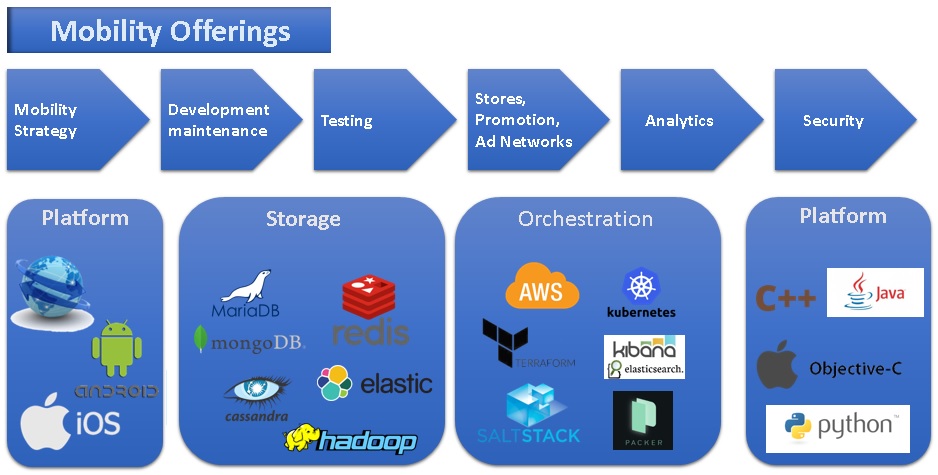 Mobility Offerings
Mobility
Strategy
Development
maintenance
Testing
Stores,
Promotion,
Ad Networks
Analytics
Security
Platform
ANDROID
iOS
Storage
MariaDB
redis
mongoDB.
elastic
cassandra
hadoop
Orchestration
AWS
kubernetes
TERRAFORM
kibana
elasticsearch.
SALTSTACK
PACKER
Platform
C++
Java
Objective-C
python™